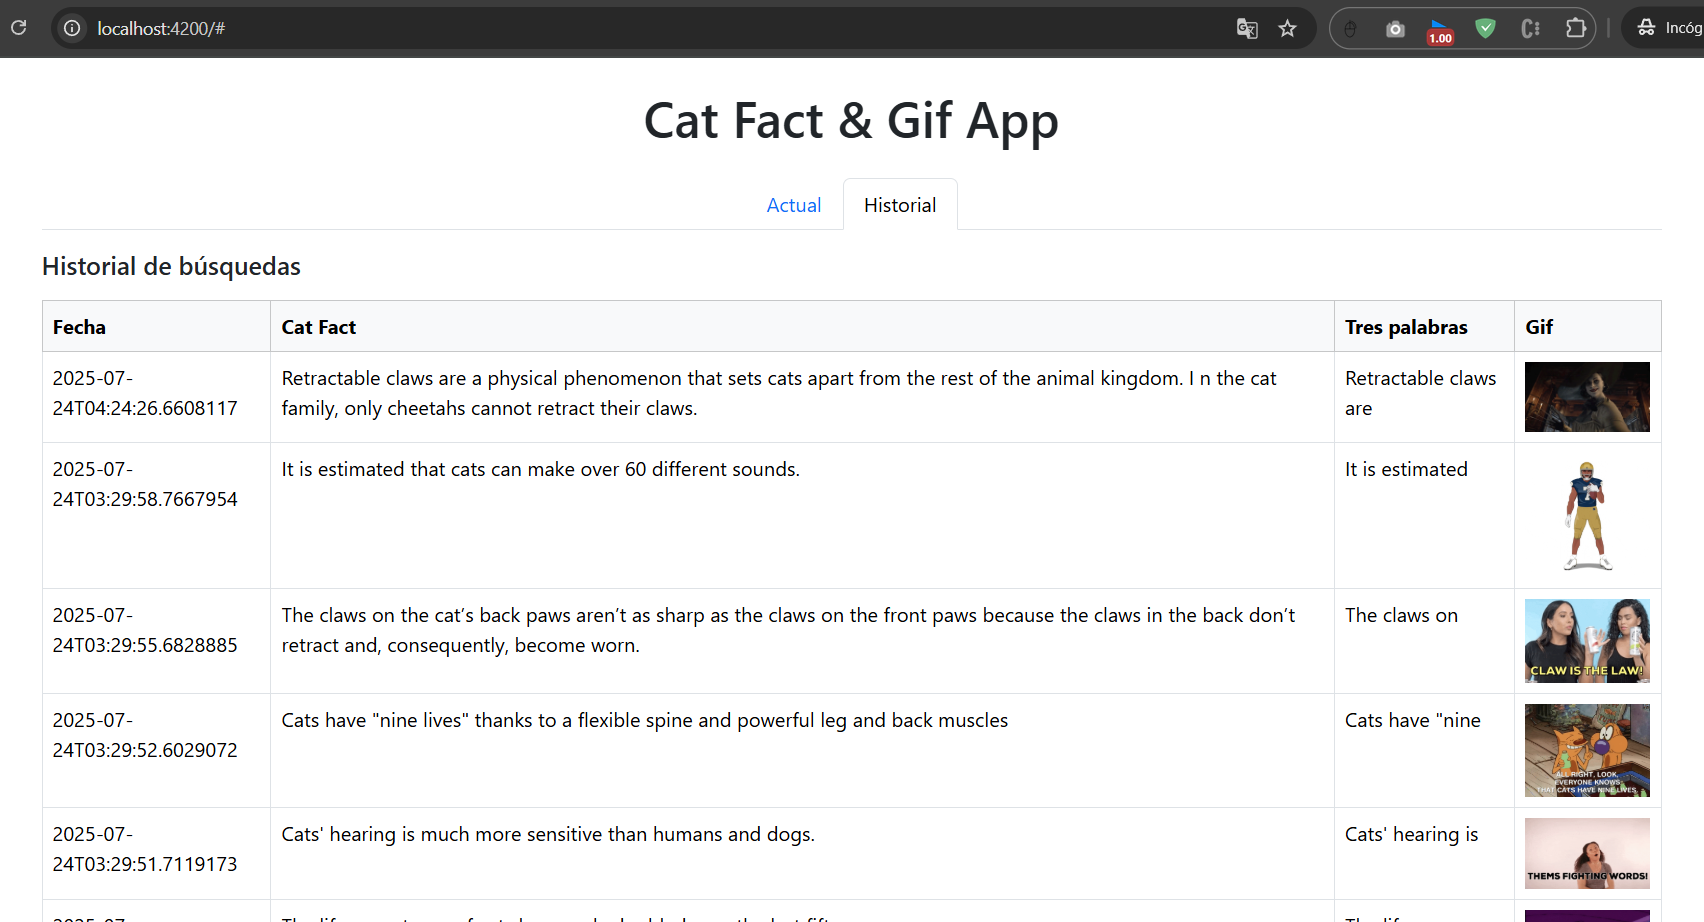 localhost:4200/#
1.00
Incóg
Cat Fact & Gif App
Actual
Historial
Historial de búsquedas
Fecha
Cat Fact
Tres palabras
Gif
2025-07-
24T04:24:26.6608117
Retractable claws are a physical phenomenon that sets cats apart from the rest of the animal kingdom. I n the cat
family, only cheetahs cannot retract their claws.
Retractable claws
are
2025-07-
24T03:29:58.7667954
It is estimated that cats can make over 60 different sounds.
It is estimated
2025-07-
24T03:29:55.6828885
The claws on the cat’s back paws aren’t as sharp as the claws on the front paws because the claws in the back don’t
retract and, consequently, become worn.
The claws on
CLAW IS THE LAW!
2025-07-
24T03:29:52.6029072
Cats have "nine lives" thanks to a flexible spine and powerful leg and back muscles
Cats have "nine
ALL RIGHT, LOOK,
EVERYONE KNOWS
THAT CATS HAVE NINE LIVES
2025-07-
24T03:29:51.7119173
Cats' hearing is much more sensitive than humans and dogs.
Cats' hearing is
THEMS FIGHTING WORDS!
2025-07-